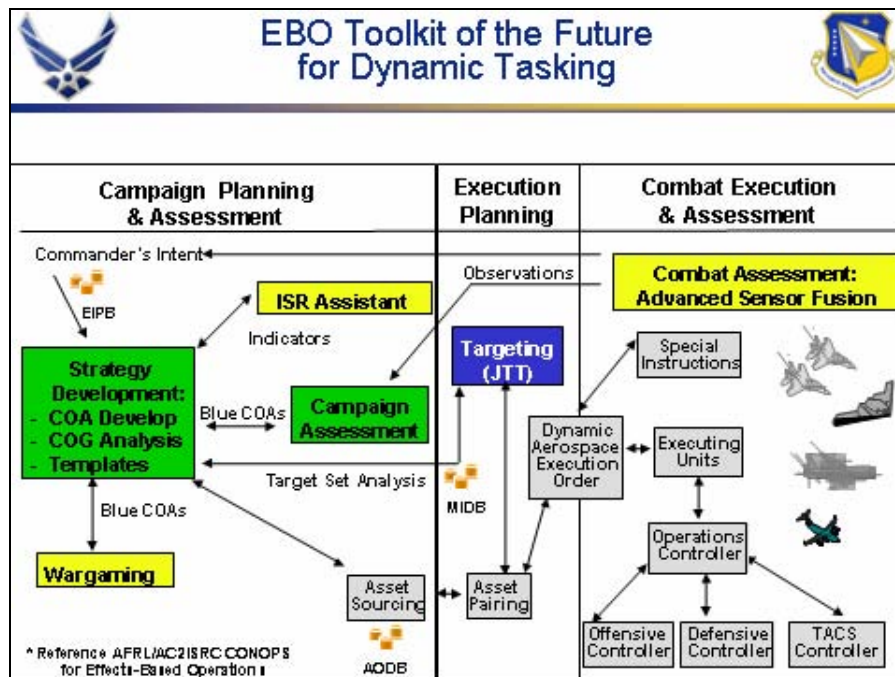 EBO Toolkit of the Future
for Dynamic Tasking
Campaign Planning
& Assessment
Execution
Planning
Combat Execution
& Assessment
Commander's Intent
EIPB
ISR Assistant
Indicators
Observations
Combat Assessment:
Advanced Sensor Fusion
Strategy
Development:
- COA Develop
- COG Analysis
- Templates
Blue COAs
Campaign
Assessment
Targeting
(JTT)
Special
Instructions
Target Set Analysis
MIDB
Dynamic
Aerospace
Execution
Order
Executing
Units
Blue COAs
Wargaming
Operations
Controller
Asset
Sourcing
Asset
Pairing
AODB
Offensive
Controller
Defensive
Controller
TACS
Controller
* Reference AFRL/AC2ISRC CONOPS
for Effects-Based Operations